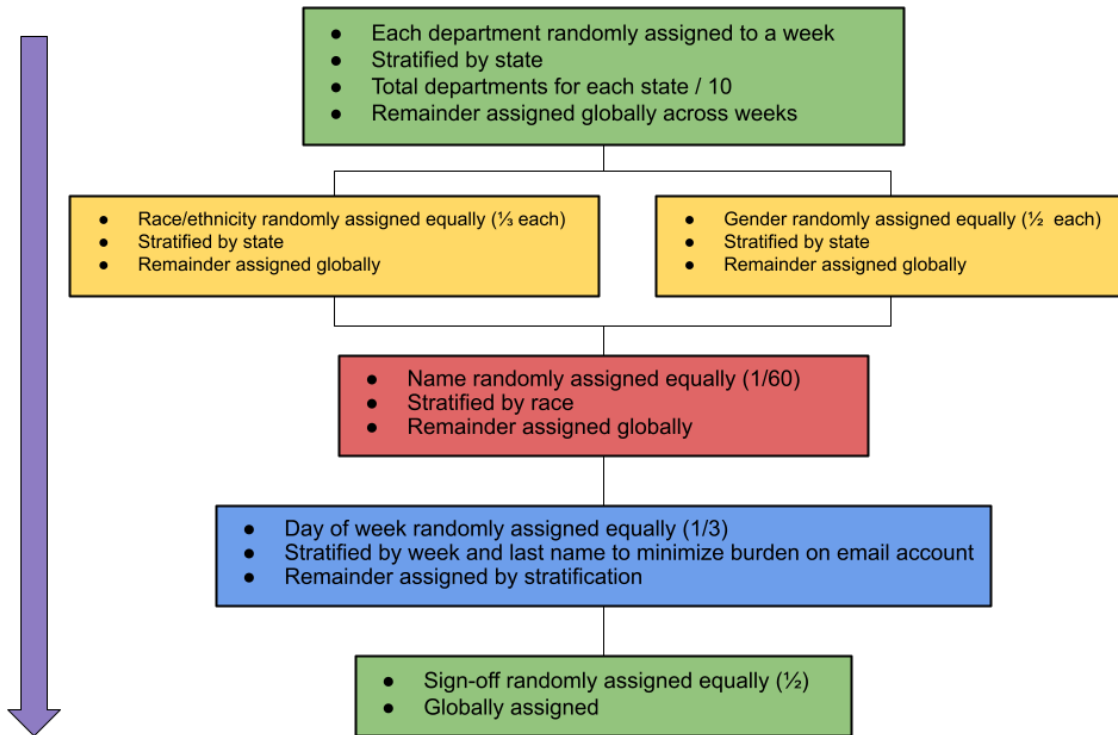 ● Each department randomly assigned to a week
● Stratified by state
● Total departments for each state / 10
● Remainder assigned globally across weeks
● Race/ethnicity randomly assigned equally (⅓ each)
● Stratified by state
● Remainder assigned globally
● Gender randomly assigned equally (½ each)
● Stratified by state
● Remainder assigned globally
● Name randomly assigned equally (1/60)
● Stratified by race
● Remainder assigned globally
● Day of week randomly assigned equally (1/3)
● Stratified by week and last name to minimize burden on email account
● Remainder assigned by stratification
● Sign-off randomly assigned equally (½)
● Globally assigned